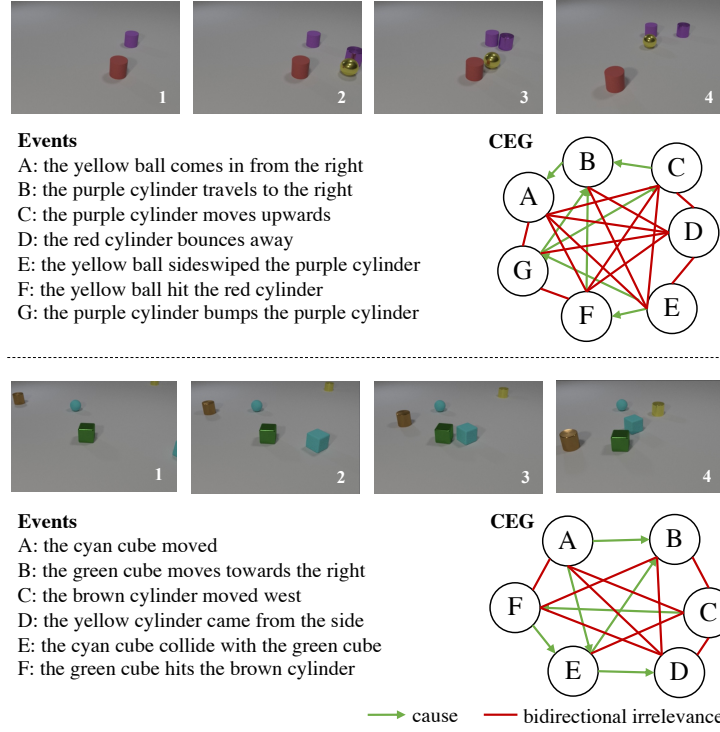 1
2
3
4
Events
A: the yellow ball comes in from the right
B: the purple cylinder travels to the right
C: the purple cylinder moves upwards
D: the red cylinder bounces away
E: the yellow ball sideswiped the purple cylinder
F: the yellow ball hit the red cylinder
G: the purple cylinder bumps the purple cylinder
CEG
B
C
A
D
G
E
F
1
2
3
4
Events
A: the cyan cube moved
B: the green cube moves towards the right
C: the brown cylinder moved west
D: the yellow cylinder came from the side
E: the cyan cube collide with the green cube
F: the green cube hits the brown cylinder
CEG
A
B
F
C
E
D
cause
bidirectional irrelevance